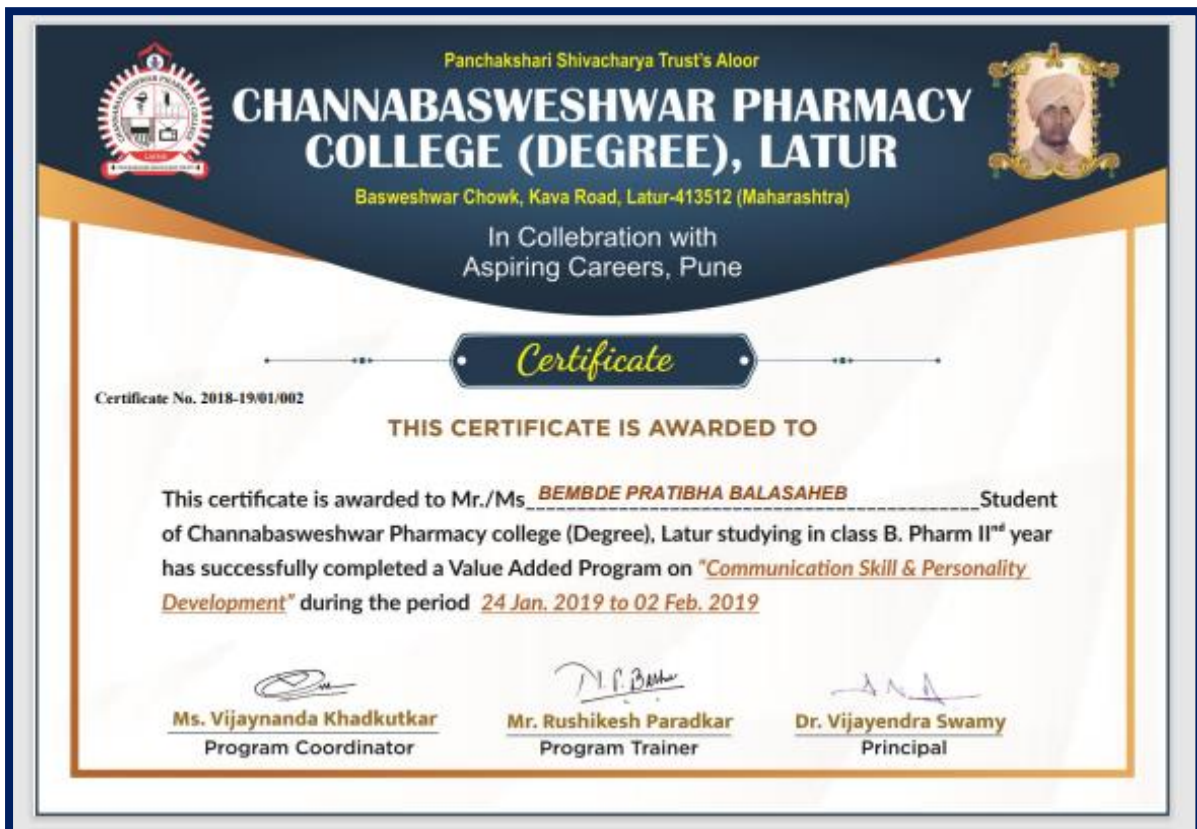 Panchakshari Shivacharya Trust's Aloor
CHANNABASWESHWAR PHARMACY
COLLEGE (DEGREE), LATUR
Basweshwar Chowk, Kava Road, Latur-413512 (Maharashtra)
In Collebration with
Aspiring Careers, Pune
Certificate
Certificate No. 2018-19/01/002
THIS CERTIFICATE IS AWARDED TO
This certificate is awarded to Mr./Ms BEMBDE PRATIBHA BALASAHEB Student
of Channabasweshwar Pharmacy college (Degree), Latur studying in class B. Pharm IInd year
has successfully completed a Value Added Program on "Communication Skill & Personality
Development" during the period 24 Jan. 2019 to 02 Feb. 2019
Ms. Vijaynanda Khadkutkar Mr. Rushikesh Paradkar Dr. Vijayendra Swamy
Program Coordinator Program Trainer Principal